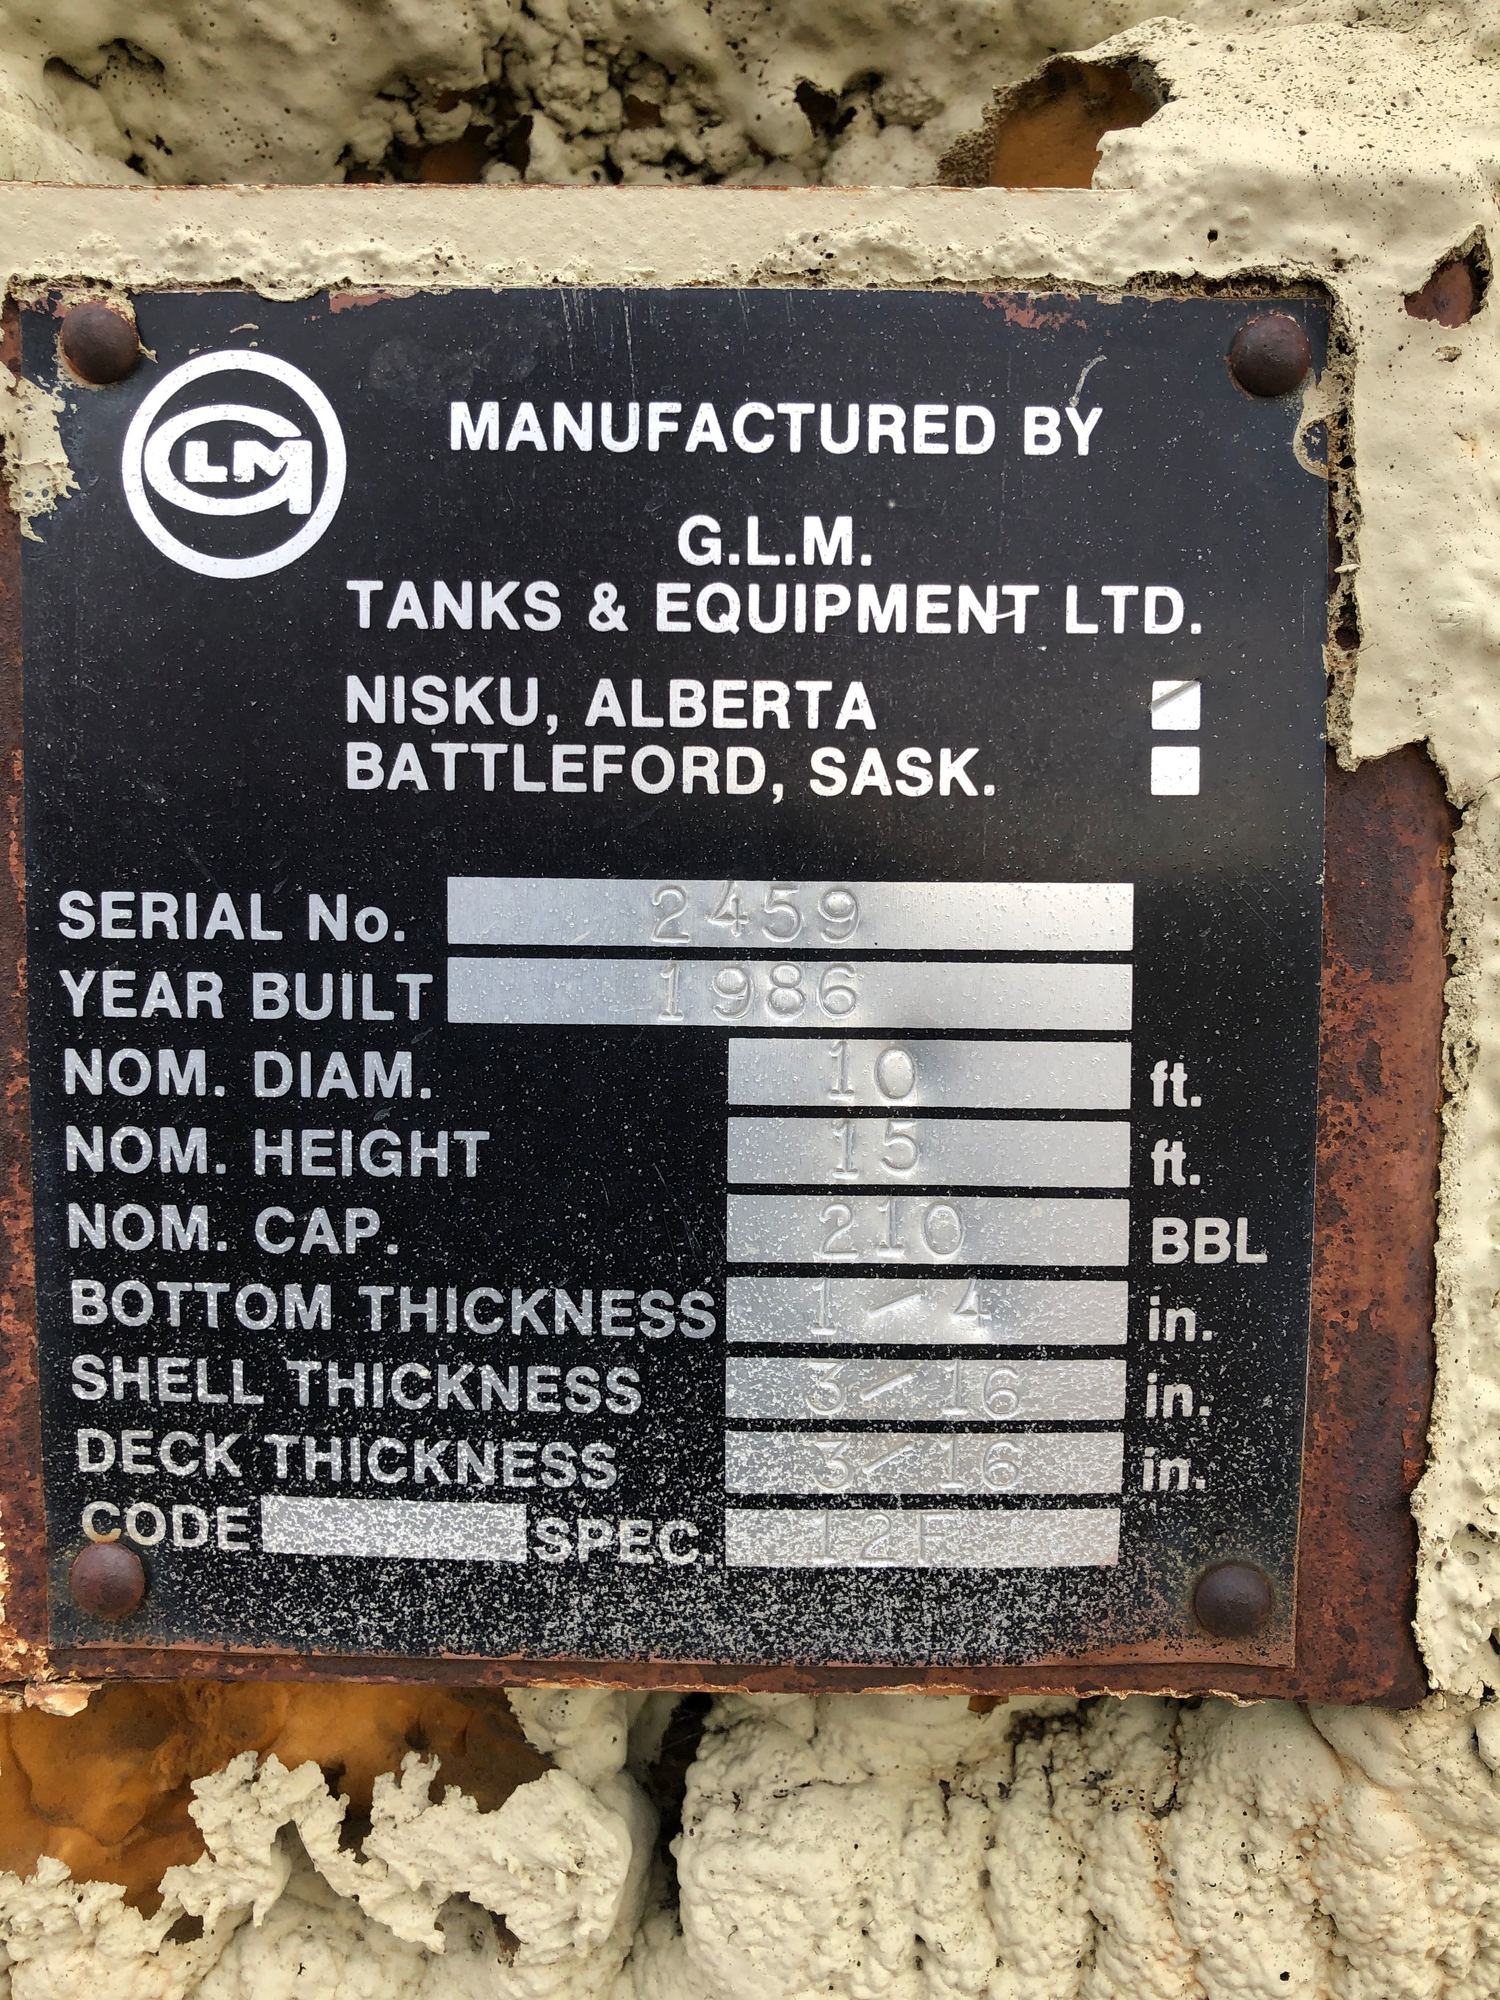 GLM
MANUFACTURED BY
G.L.M.
TANKS & EQUIPMENT LTD.
NISKU, ALBERTA
BATTLEFORD, SASK.
SERIAL No. 2459
YEAR BUILT 1986
NOM. DIAM. 10 ft.
NOM. HEIGHT 15 ft.
NOM. CAP. 210 BBL
BOTTOM THICKNESS 1-4 in.
SHELL THICKNESS 3/16 in.
DECK THICKNESS 3/16 in.
CODE SPEC. 12F